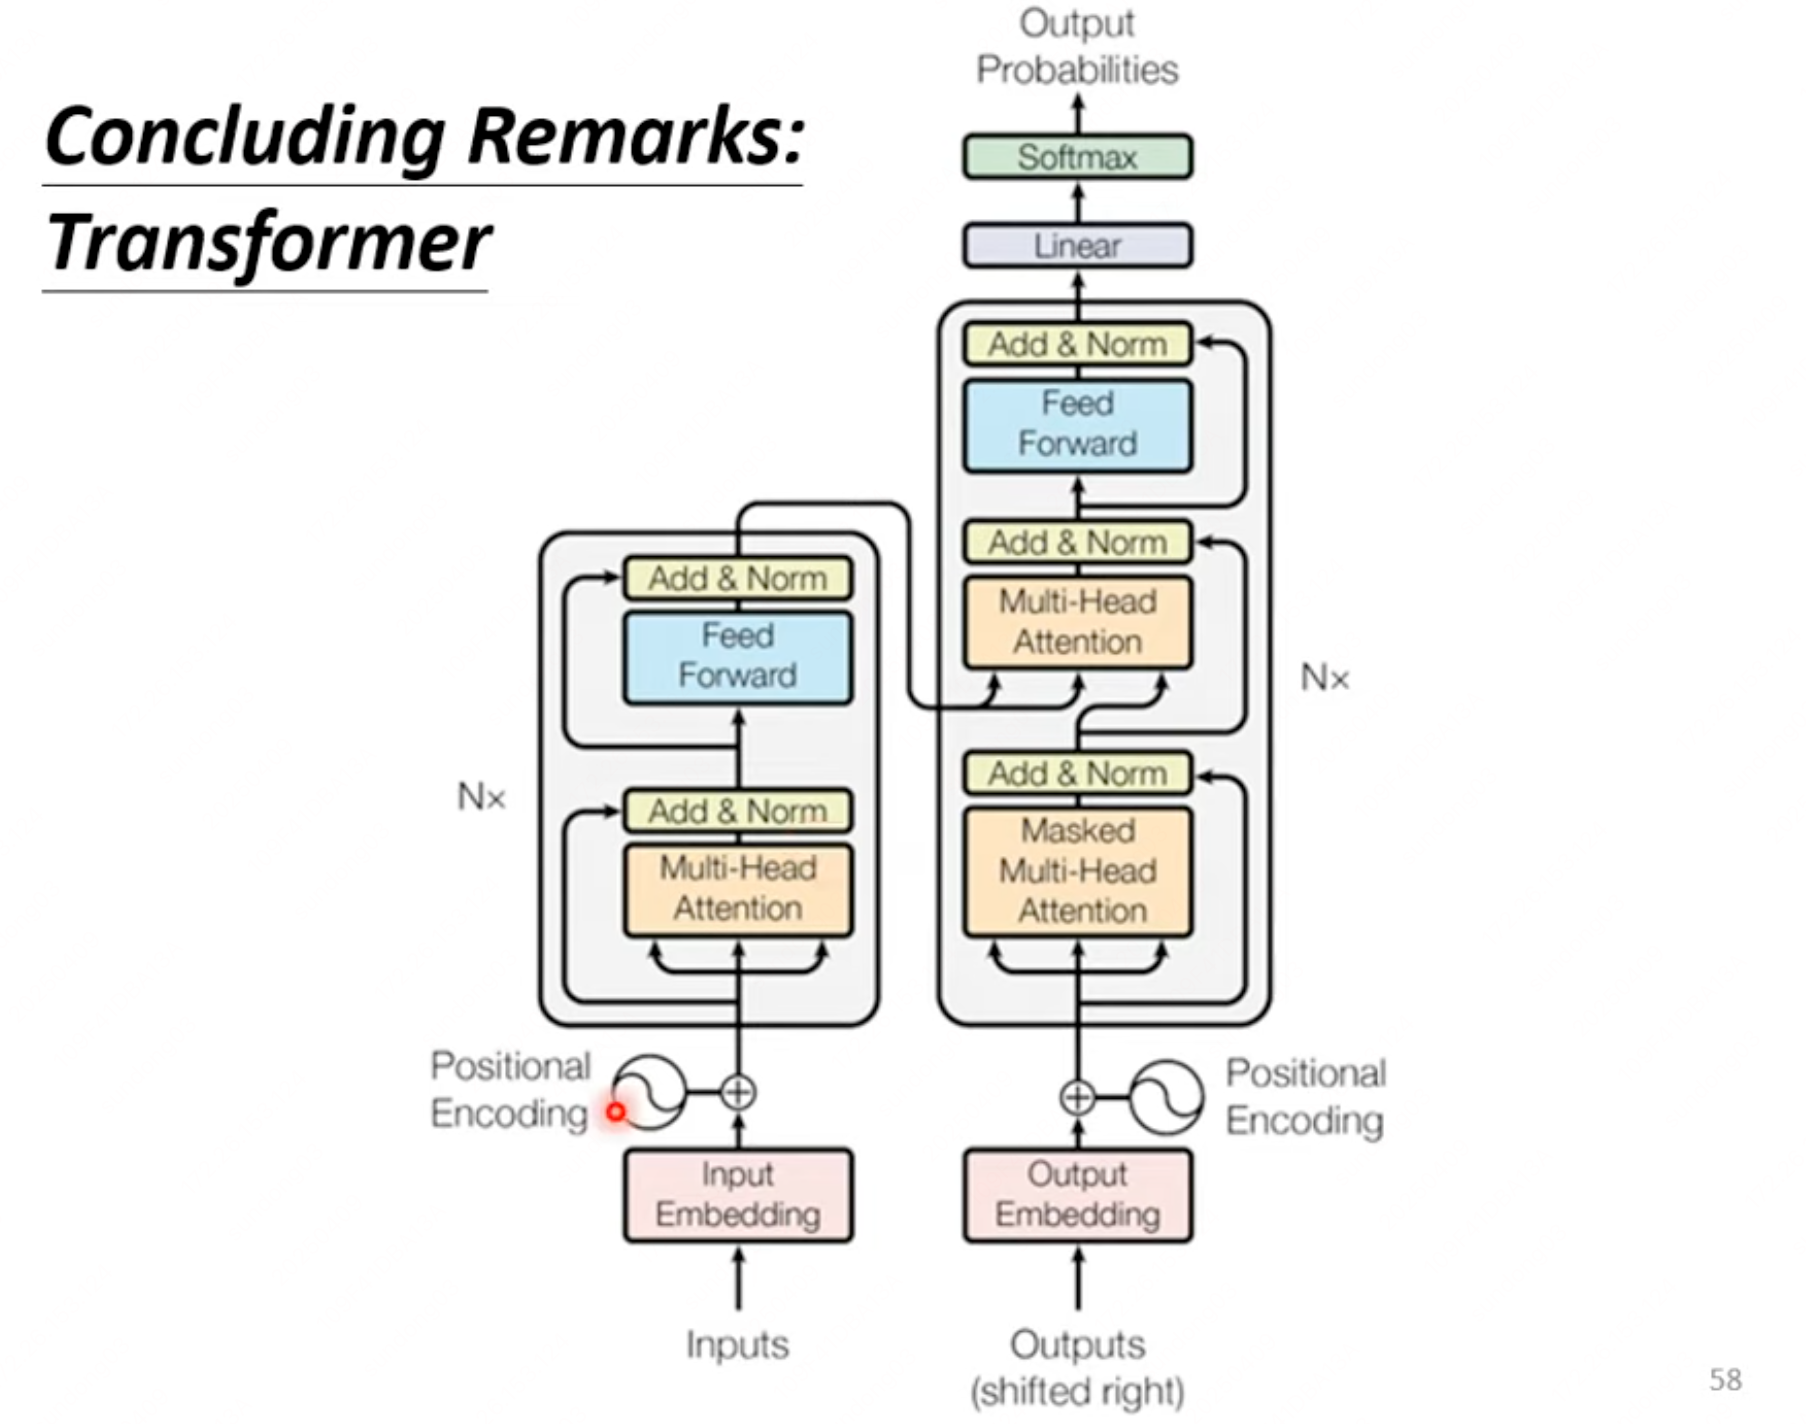 Concluding Remarks:
Transformer
Output
Probabilities
Softmax
Linear
Add & Norm
Feed
Forward
Add & Norm
Multi-Head
Attention
Nx
Add & Norm
Masked
Multi-Head
Attention
Add & Norm
Feed
Forward
Nx
Add & Norm
Multi-Head
Attention
Positional
Encoding
Positional
Encoding
Input
Embedding
Output
Embedding
Inputs
Outputs
(shifted right)
58